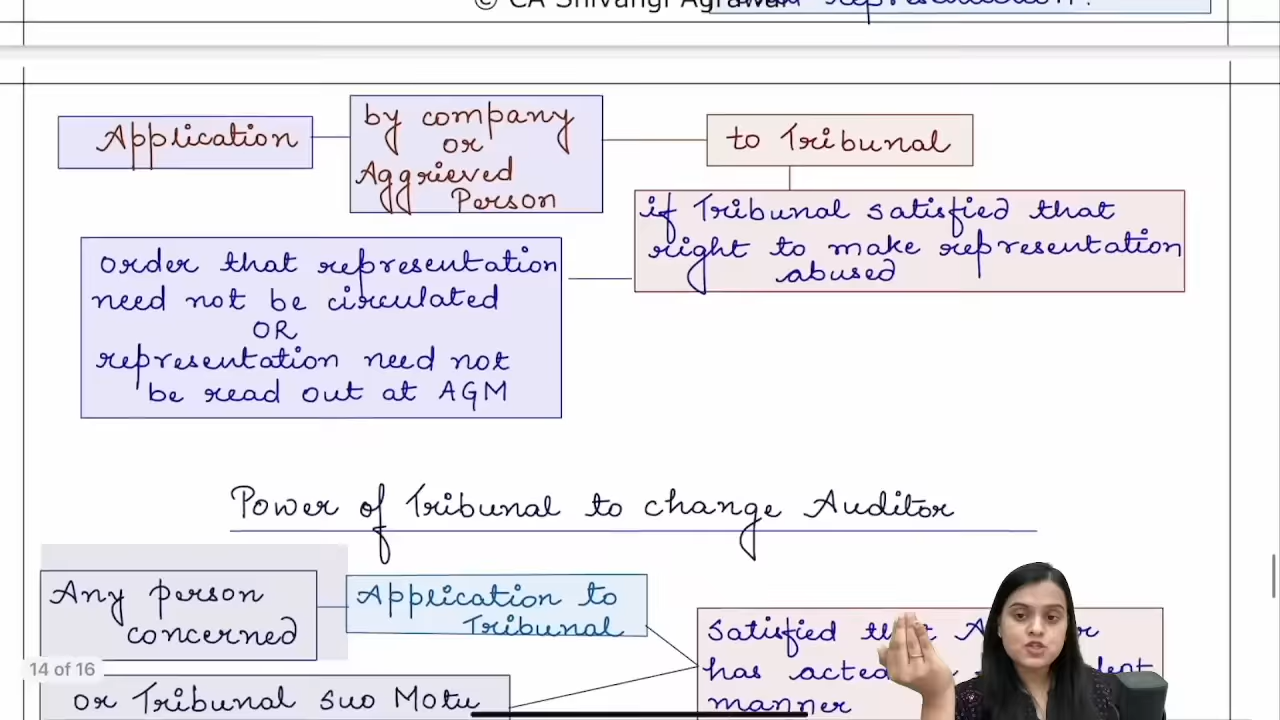 © CA Shivangi Agrawal
representation.
Application
by company
or
Aggrieved
Person
to Tribunal
if Tribunal satisfied that
right to make representation
abused
order that representation
need not be circulated
OR
representation need not
be read out at AGM
Power of Tribunal to change Auditor
Any person
concerned
Application to
Tribunal
satisfied
has acted
manner
14 of 16
or Tribunal suo Motu